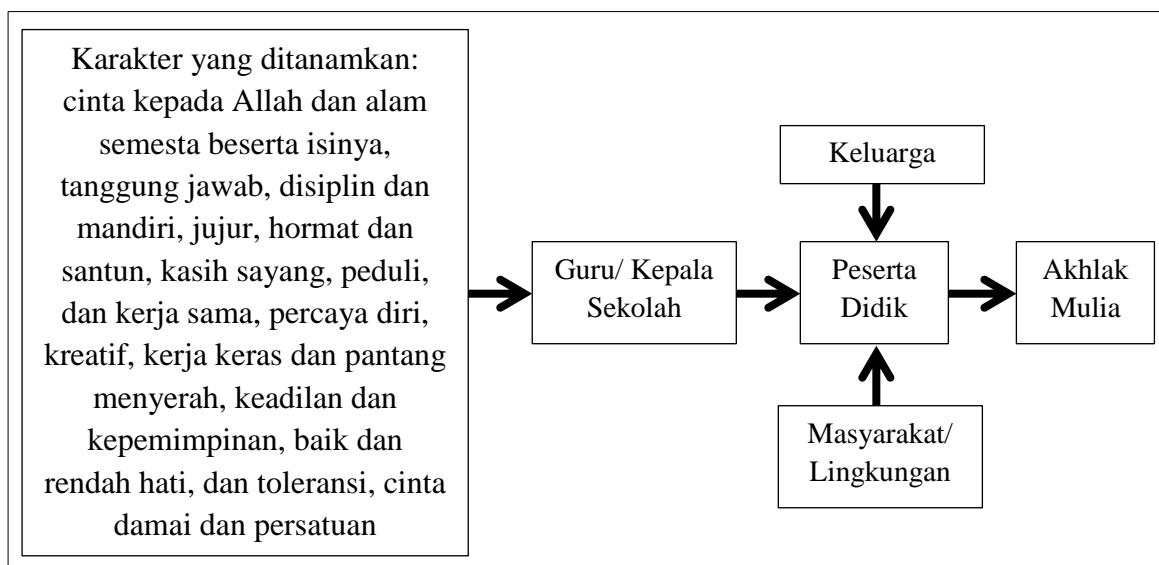 Karakter yang ditanamkan:
cinta kepada Allah dan alam
semesta beserta isinya,
tanggung jawab, disiplin dan
mandiri, jujur, hormat dan
santun, kasih sayang, peduli,
dan kerja sama, percaya diri,
kreatif, kerja keras dan pantang
menyerah, keadilan dan
kepemimpinan, baik dan
rendah hati, dan toleransi, cinta
damai dan persatuan
Guru/ Kepala
Sekolah
Keluarga
Peserta
Didik
Masyarakat/
Lingkungan
Akhlak
Mulia